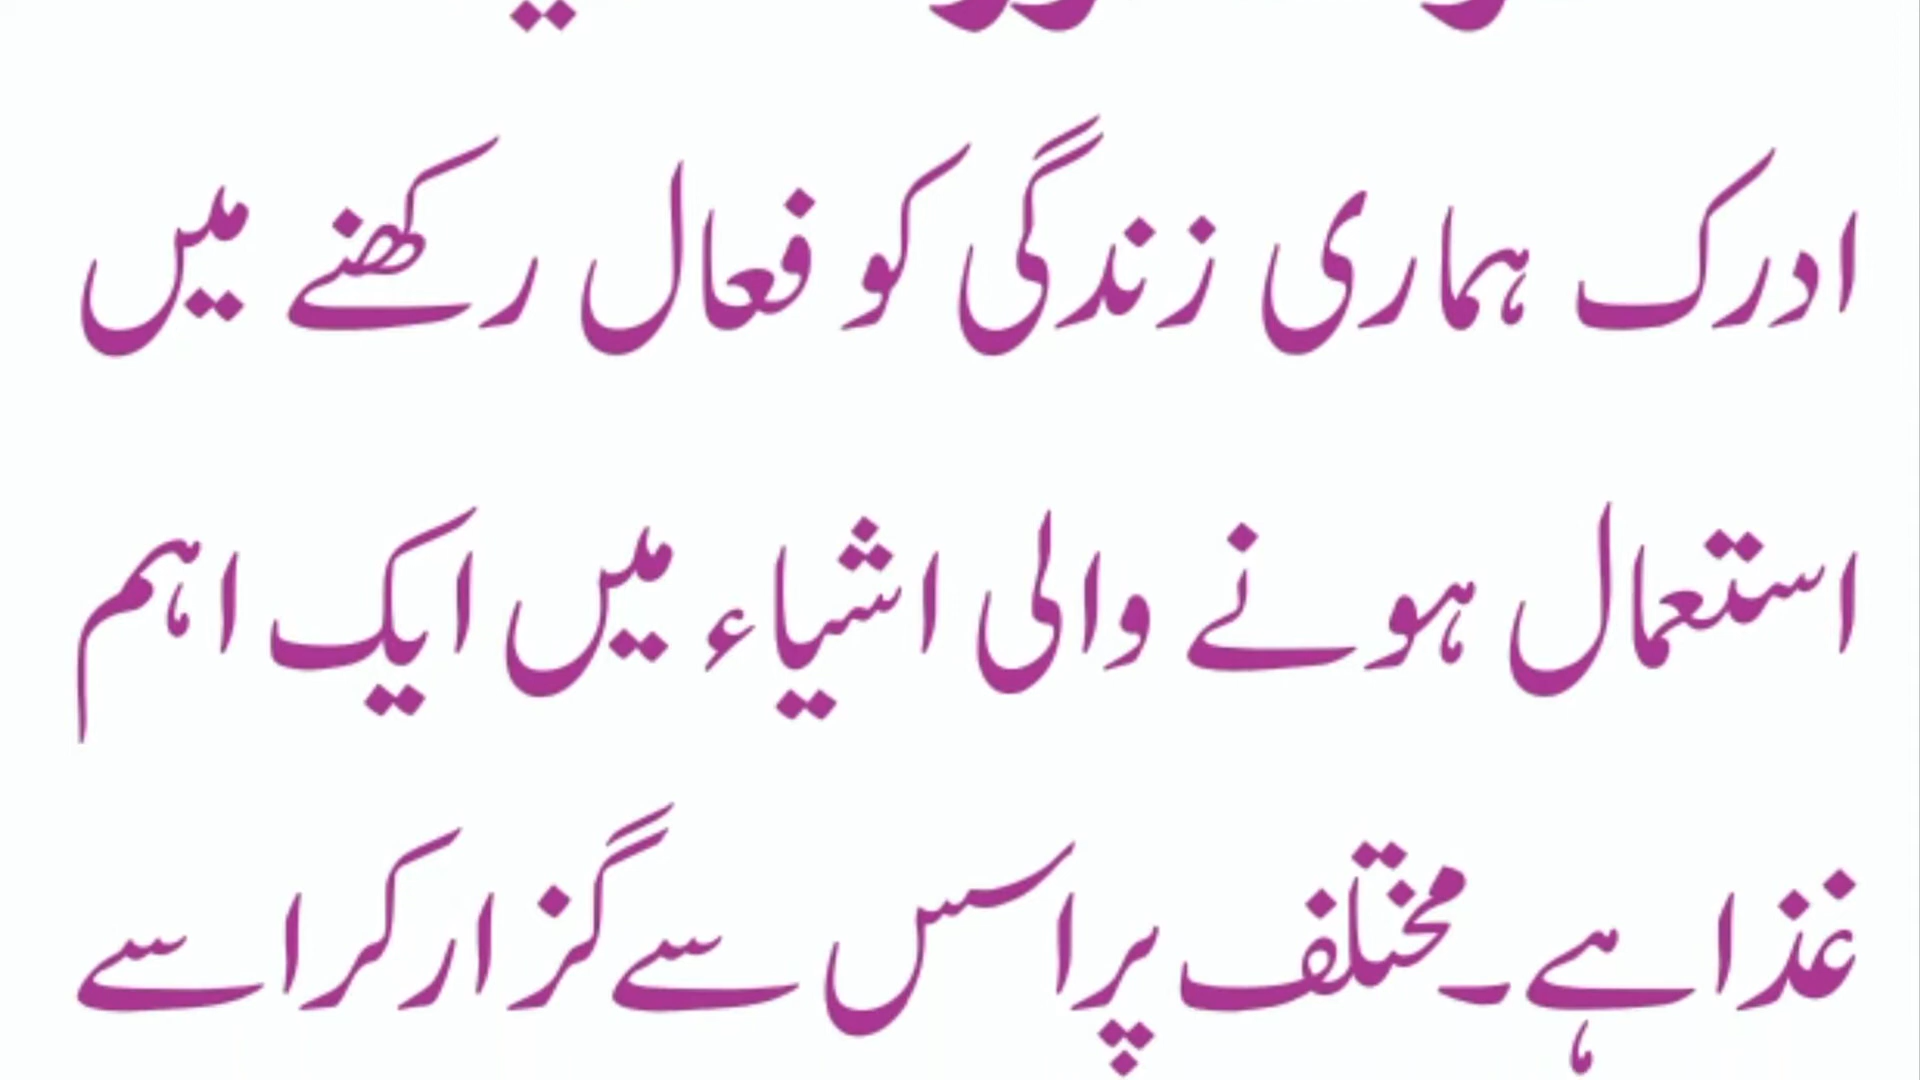 ادرک ہماری زندگی کو فعال رکھنے میں
استعمال ہونے والی اشیاء میں ایک اہم
غذا ہے۔ مختلف پراسس سے گزار کر اسے